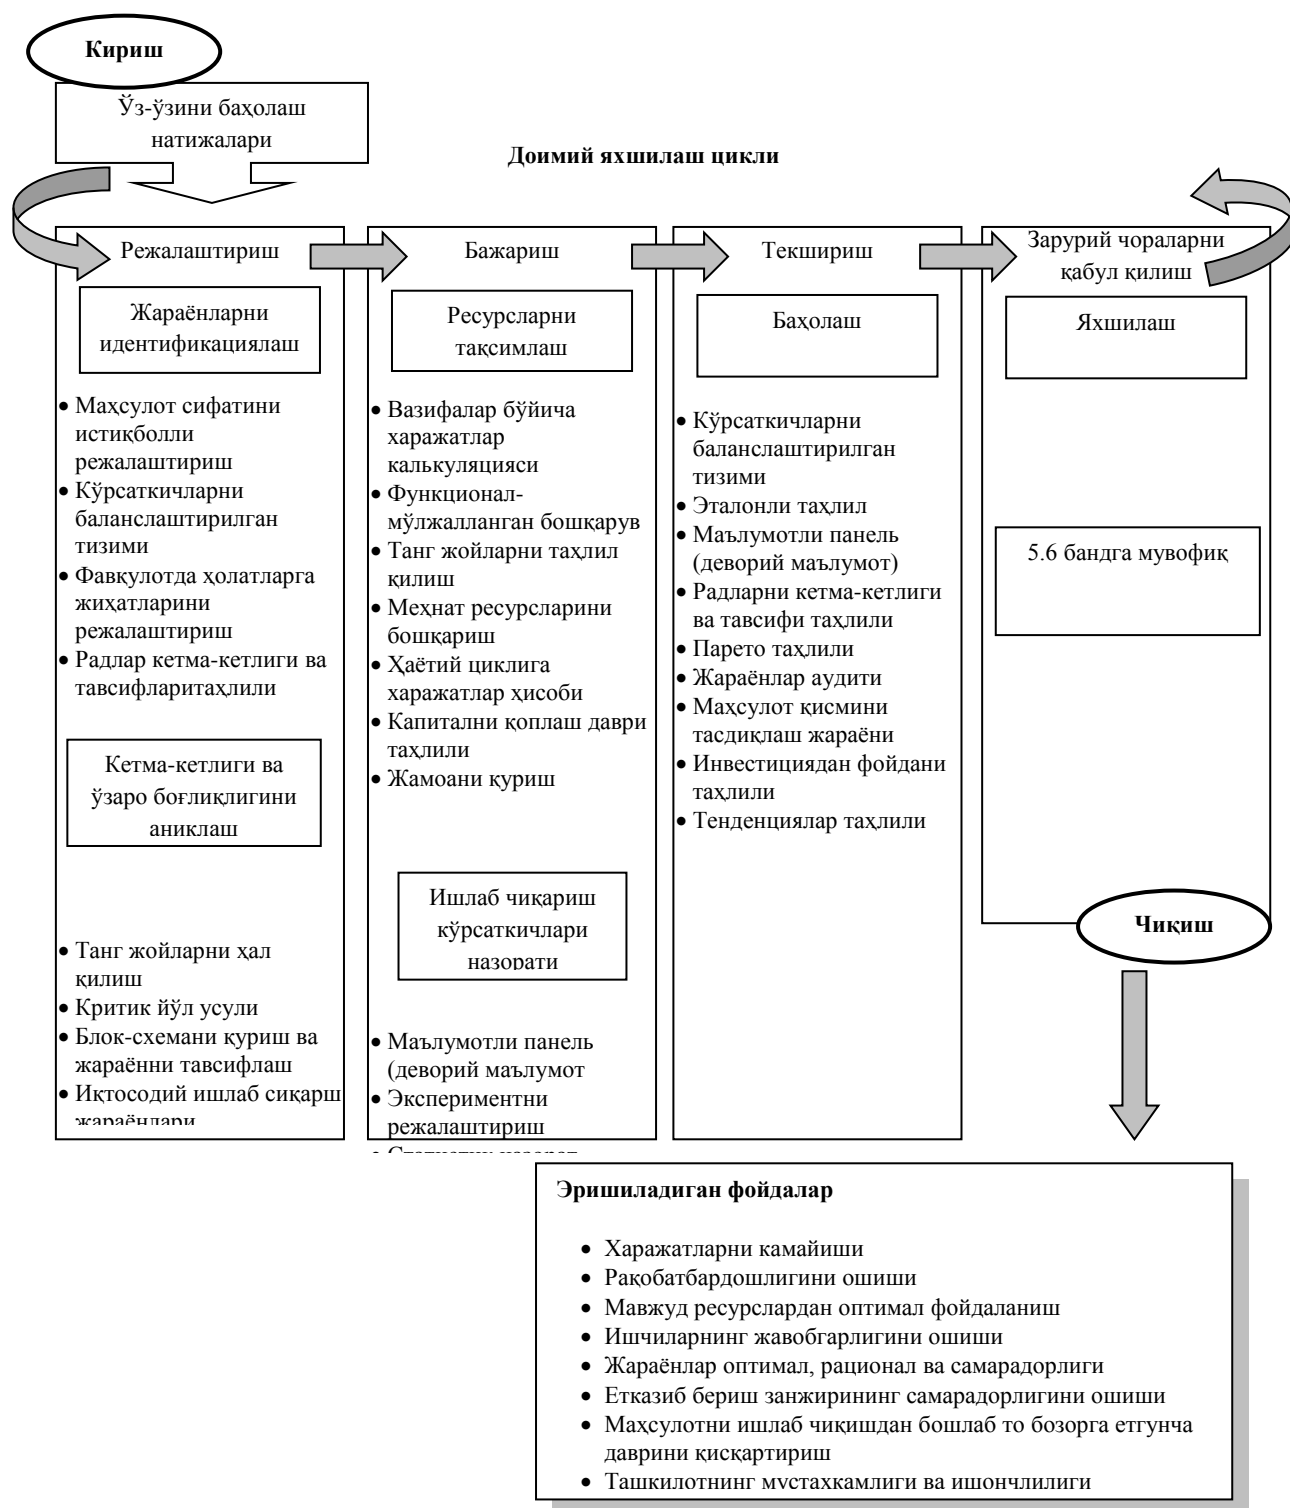 Кириш
Ўз-ўзини баҳолаш
натижалари
Доимий яхшилаш цикли
Режалаштириш
Жараёнларни
идентификациялаш
• Маҳсулот сифатини
истиқболли
режалаштириш
• Кўрсаткичларни
баланслаштирилган
тизими
• Фавқулотда ҳолатларга
жиҳатларини
режалаштириш
• Радлар кетма-кетлиги ва
тавсифларитаҳлили
Кетма-кетлиги ва
ўзаро боғлиқлигини
аниклаш
• Танг жойларни ҳал
қилиш
• Критик йўл усули
• Блок-схемани қуриш ва
жараённи тавсифлаш
• Иқтосодий ишлаб сиқарш
жараёнлари
Бажариш
Ресурсларни
тақсимлаш
• Вазифалар бўйича
харажатлар
калькуляцияси
• Функционал-
мўлжалланган бошқарув
• Танг жойларни таҳлил
қилиш
• Меҳнат ресурсларини
бошқариш
• Ҳаётий циклига
харажатлар ҳисоби
• Капитални қоплаш даври
таҳлили
• Жамоани қуриш
Ишлаб чиқариш
кўрсаткичлари
назорати
• Маълумотли панель
(деворий маълумот
• Экспериментни
режалаштириш
• Статистик назорат
Текшириш
Баҳолаш
• Кўрсаткичларни
баланслаштирилган
тизими
• Эталонли таҳлил
• Маълумотли панель
(деворий маълумот)
• Радларни кетма-кетлиги
ва тавсифи таҳлили
• Парето таҳлили
• Жараёнлар аудити
• Маҳсулот қисмини
тасдиқлаш жараёни
• Инвестициядан фойдани
таҳлили
• Тенденциялар таҳлили
Зарурий чораларни
қабул қилиш
Яхшилаш
5.6 бандга мувофиқ
Чиқиш
Эришиладиган фойдалар
• Харажатларни камайиши
• Рақобатбардошлигини ошиши
• Мавжуд ресурслардан оптимал фойдаланиш
• Ишчиларнинг жавобгарлигини ошиши
• Жараёнлар оптимал, рационал ва самарадорлиги
• Етказиб бериш занжирининг самарадорлигини ошиши
• Маҳсулотни ишлаб чиқишдан бошлаб то бозорга етгунча
даврини қисқартириш
• Ташкилотнинг мустахкамлиги ва ишончлилиги